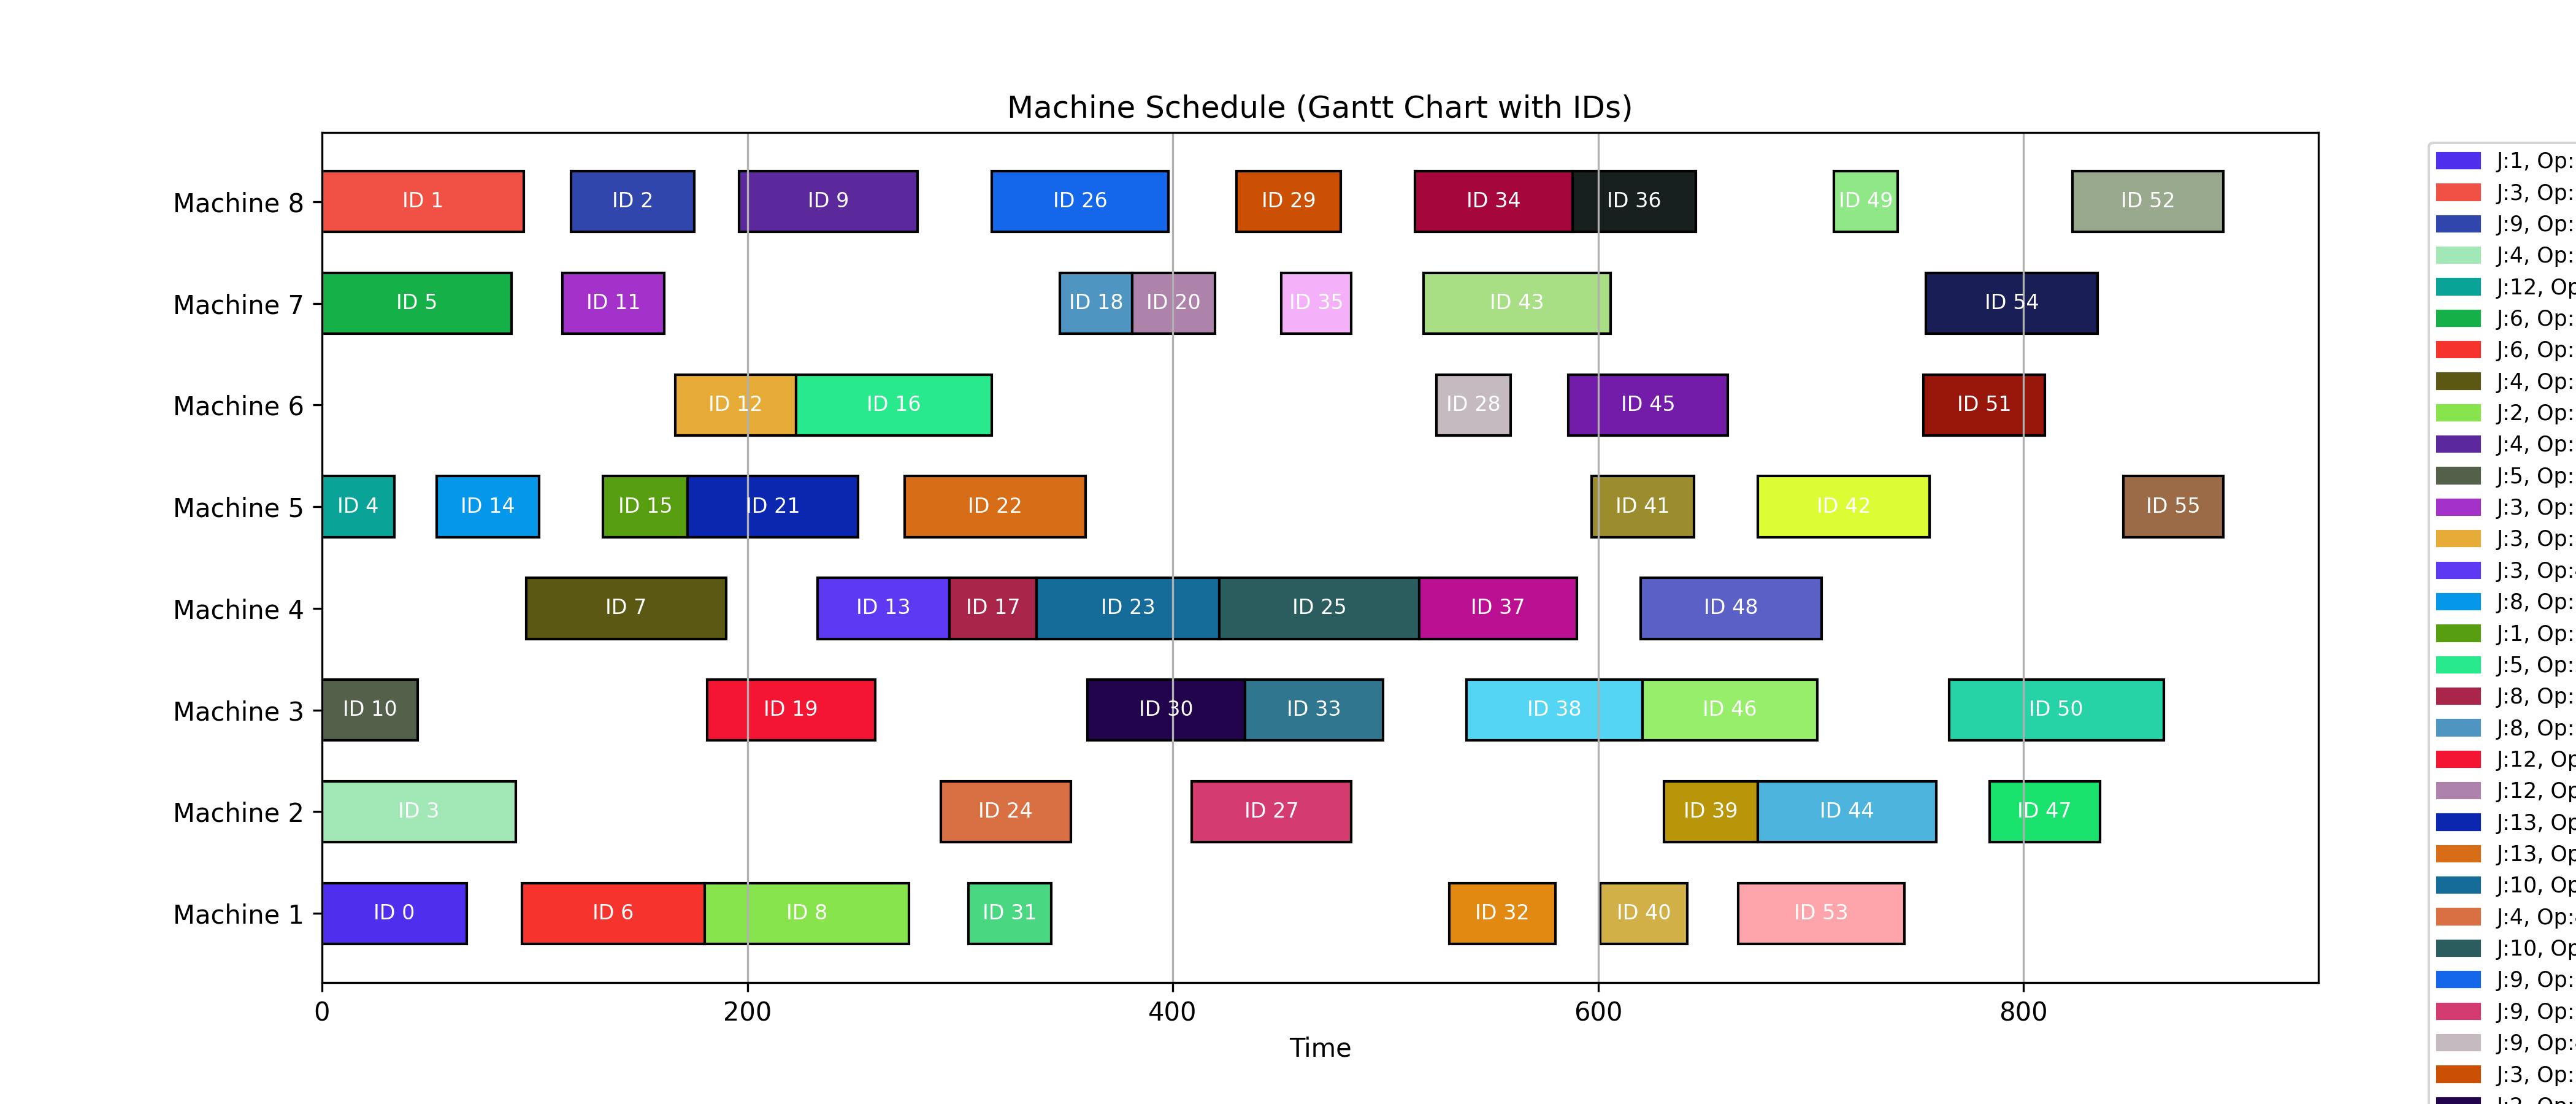 Machine Schedule (Gantt Chart with IDs)
Machine 8
ID 1
ID 2
ID 9
ID 26
ID 29
ID 34
ID 36
ID 49
ID 52
Machine 7
ID 5
ID 11
ID 18
ID 20
ID 35
ID 43
ID 54
Machine 6
ID 12
ID 16
ID 28
ID 45
ID 51
Machine 5
ID 4
ID 14
ID 15
ID 21
ID 22
ID 41
ID 42
ID 55
Machine 4
ID 7
ID 13
ID 17
ID 23
ID 25
ID 37
ID 48
Machine 3
ID 10
ID 19
ID 30
ID 33
ID 38
ID 46
ID 50
Machine 2
ID 3
ID 24
ID 27
ID 39
ID 44
ID 47
Machine 1
ID 0
ID 6
ID 8
ID 31
ID 32
ID 40
ID 53
0
200
400
600
800
Time
J:1, Op:
J:3, Op:
J:9, Op:
J:4, Op:
J:12, Op
J:6, Op:
J:6, Op:
J:4, Op:
J:2, Op:
J:4, Op:
J:5, Op:
J:3, Op:
J:3, Op:
J:3, Op:
J:8, Op:
J:1, Op:
J:5, Op:
J:8, Op:
J:8, Op:
J:12, Op
J:12, Op
J:13, Op
J:13, Op
J:10, Op
J:4, Op:
J:10, Op
J:9, Op:
J:9, Op:
J:9, Op:
J:3, Op: